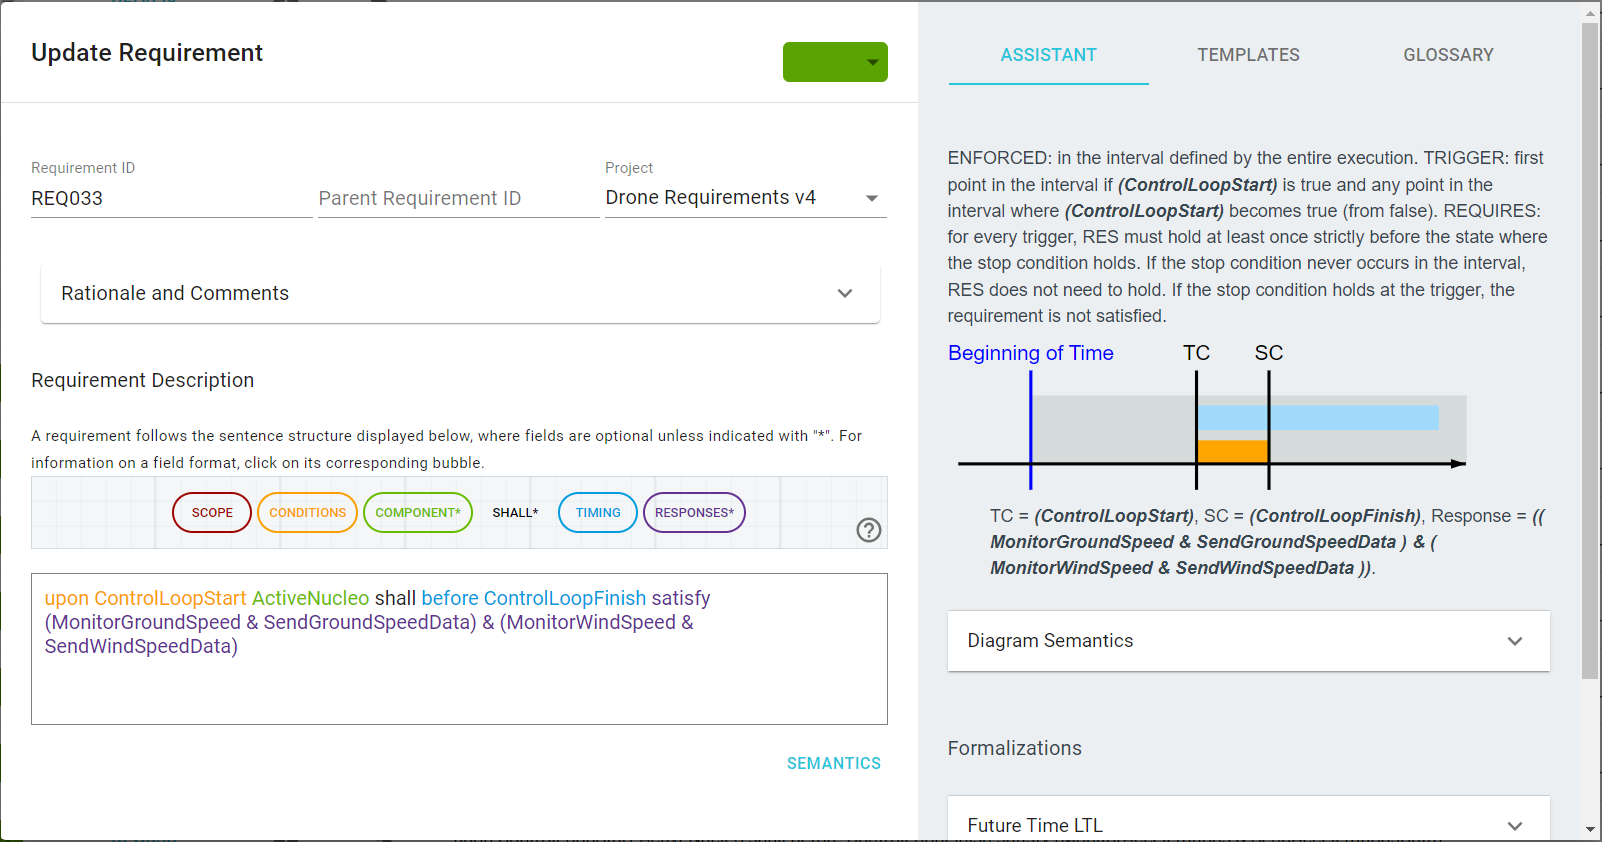 Update Requirement
ASSISTANT
TEMPLATES
GLOSSARY
Requirement ID
REQ033
Parent Requirement ID
Project
Drone Requirements v4
Rationale and Comments
Requirement Description
A requirement follows the sentence structure displayed below, where fields are optional unless indicated with "*". For
information on a field format, click on its corresponding bubble.
SCOPE
CONDITIONS
COMPONENT*
SHALL*
TIMING
RESPONSES*
?
upon ControlLoopStart ActiveNucleo shall before ControlLoopFinish satisfy
(MonitorGroundSpeed & SendGroundSpeedData) & (MonitorWindSpeed &
SendWindSpeedData)
SEMANTICS
ENFORCED: in the interval defined by the entire execution. TRIGGER: first
point in the interval if (ControlLoopStart) is true and any point in the
interval where (ControlLoopStart) becomes true (from false). REQUIRES:
for every trigger, RES must hold at least once strictly before the state where
the stop condition holds. If the stop condition never occurs in the interval,
RES does not need to hold. If the stop condition holds at the trigger, the
requirement is not satisfied.
Beginning of Time
TC
SC
TC = (ControlLoopStart), SC = (ControlLoopFinish), Response = ((
MonitorGroundSpeed & SendGroundSpeedData ) & (
MonitorWindSpeed & SendWindSpeedData )).
Diagram Semantics
Formalizations
Future Time LTL